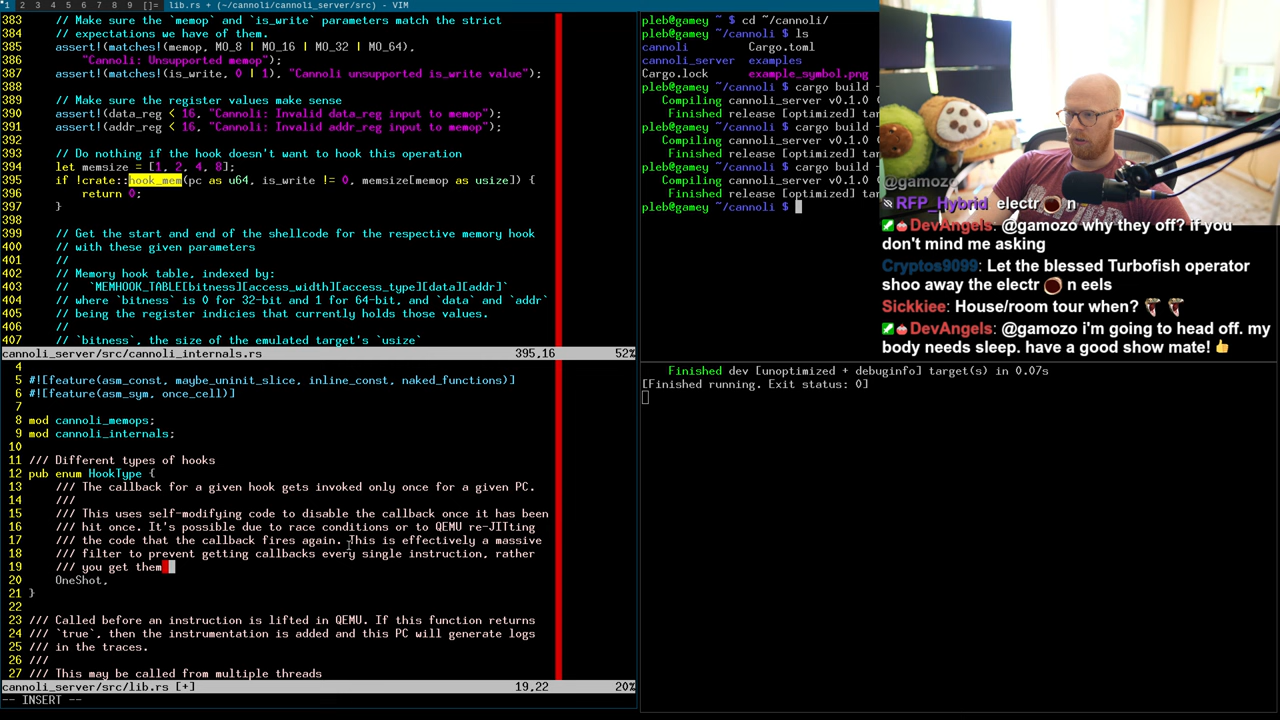 1 2 3 4 5 6 7 8 9 []= lib.rs + (~/cannoli/cannoli_server/src) - VIM
383 // Make sure the `memop` and `is_write` parameters match the strict
384 // expectations we have of them.
385 assert!(matches!(memop, MO_8 | MO_16 | MO_32 | MO_64),
386 "Cannoli: Unsupported memop");
387 assert!(matches!(is_write, 0 | 1), "Cannoli unsupported is_write value");
388
389 // Make sure the register values make sense
390 assert!(data_reg < 16, "Cannoli: Invalid data_reg input to memop");
391 assert!(addr_reg < 16, "Cannoli: Invalid addr_reg input to memop");
392
393 // Do nothing if the hook doesn't want to hook this operation
394 let memsize = [1, 2, 4, 8];
395 if !crate::hook_mem(pc as u64, is_write != 0, memsize[memop as usize]) {
396 return 0;
397 }
398
399 // Get the start and end of the shellcode for the respective memory hook
400 // with these given parameters
401 //
402 // Memory hook table, indexed by:
403 // `MEMHOOK_TABLE[bitness][access_width][access_type][data][addr]`
404 // where `bitness` is 0 for 32-bit and 1 for 64-bit, and `data` and `addr`
405 // being the register indicies that currently holds those values.
406 //
407 // `bitness`, the size of the emulated target's `usize`
cannoli_server/src/cannoli_internals.rs 395,16 52%
4
5 #![feature(asm_const, maybe_uninit_slice, inline_const, naked_functions)]
6 #![feature(asm_sym, once_cell)]
7
8 mod cannoli_memops;
9 mod cannoli_internals;
10
11 /// Different types of hooks
12 pub enum HookType {
13 /// The callback for a given hook gets invoked only once for a given PC.
14 ///
15 /// This uses self-modifying code to disable the callback once it has been
16 /// hit once. It's possible due to race conditions or to QEMU re-JITting
17 /// the code that the callback fires again. This is effectively a massive
18 /// filter to prevent getting callbacks every single instruction, rather
19 /// you get them
20 OneShot,
21 }
22
23 /// Called before an instruction is lifted in QEMU. If this function returns
24 /// `true`, then the instrumentation is added and this PC will generate logs
25 /// in the traces.
26 ///
27 /// This may be called from multiple threads
cannoli_server/src/lib.rs [+] 19,22 20%
-- INSERT --
pleb@gamey ~ $ cd ~/cannoli/
pleb@gamey ~/cannoli $ ls
cannoli Cargo.toml
cannoli_server examples
Cargo.lock example_symbol.png
pleb@gamey ~/cannoli $ cargo build -
Compiling cannoli_server v0.1.0 (
Finished release [optimized] tar
pleb@gamey ~/cannoli $ cargo build
Compiling cannoli_server v0.1.0 (
Finished release [optimized] tar
pleb@gamey ~/cannoli $ cargo build
Compiling cannoli_server v0.1.0 (
Finished release [optimized] tar
pleb@gamey ~/cannoli $
@gamozo
RFP_Hybrid electr n
DevAngels: @gamozo why they off? if you
don't mind me asking
Cryptos9099: Let the blessed Turbofish operator
shoo away the electr n eels
Sickkiee: House/room tour when?
DevAngels: @gamozo i'm going to head off. my
body needs sleep. have a good show mate!
Finished dev [unoptimized + debuginfo] target(s) in 0.07s
[Finished running. Exit status: 0]